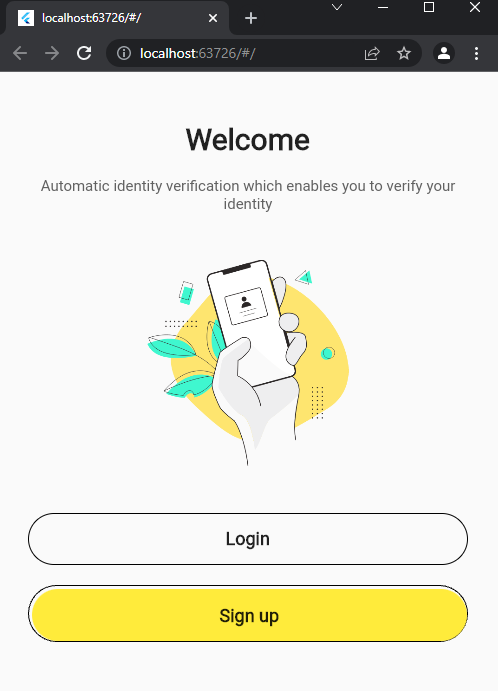 localhost:63726/#/
localhost:63726/#/
Welcome
Automatic identity verification which enables you to verify your
identity
Login
Sign up